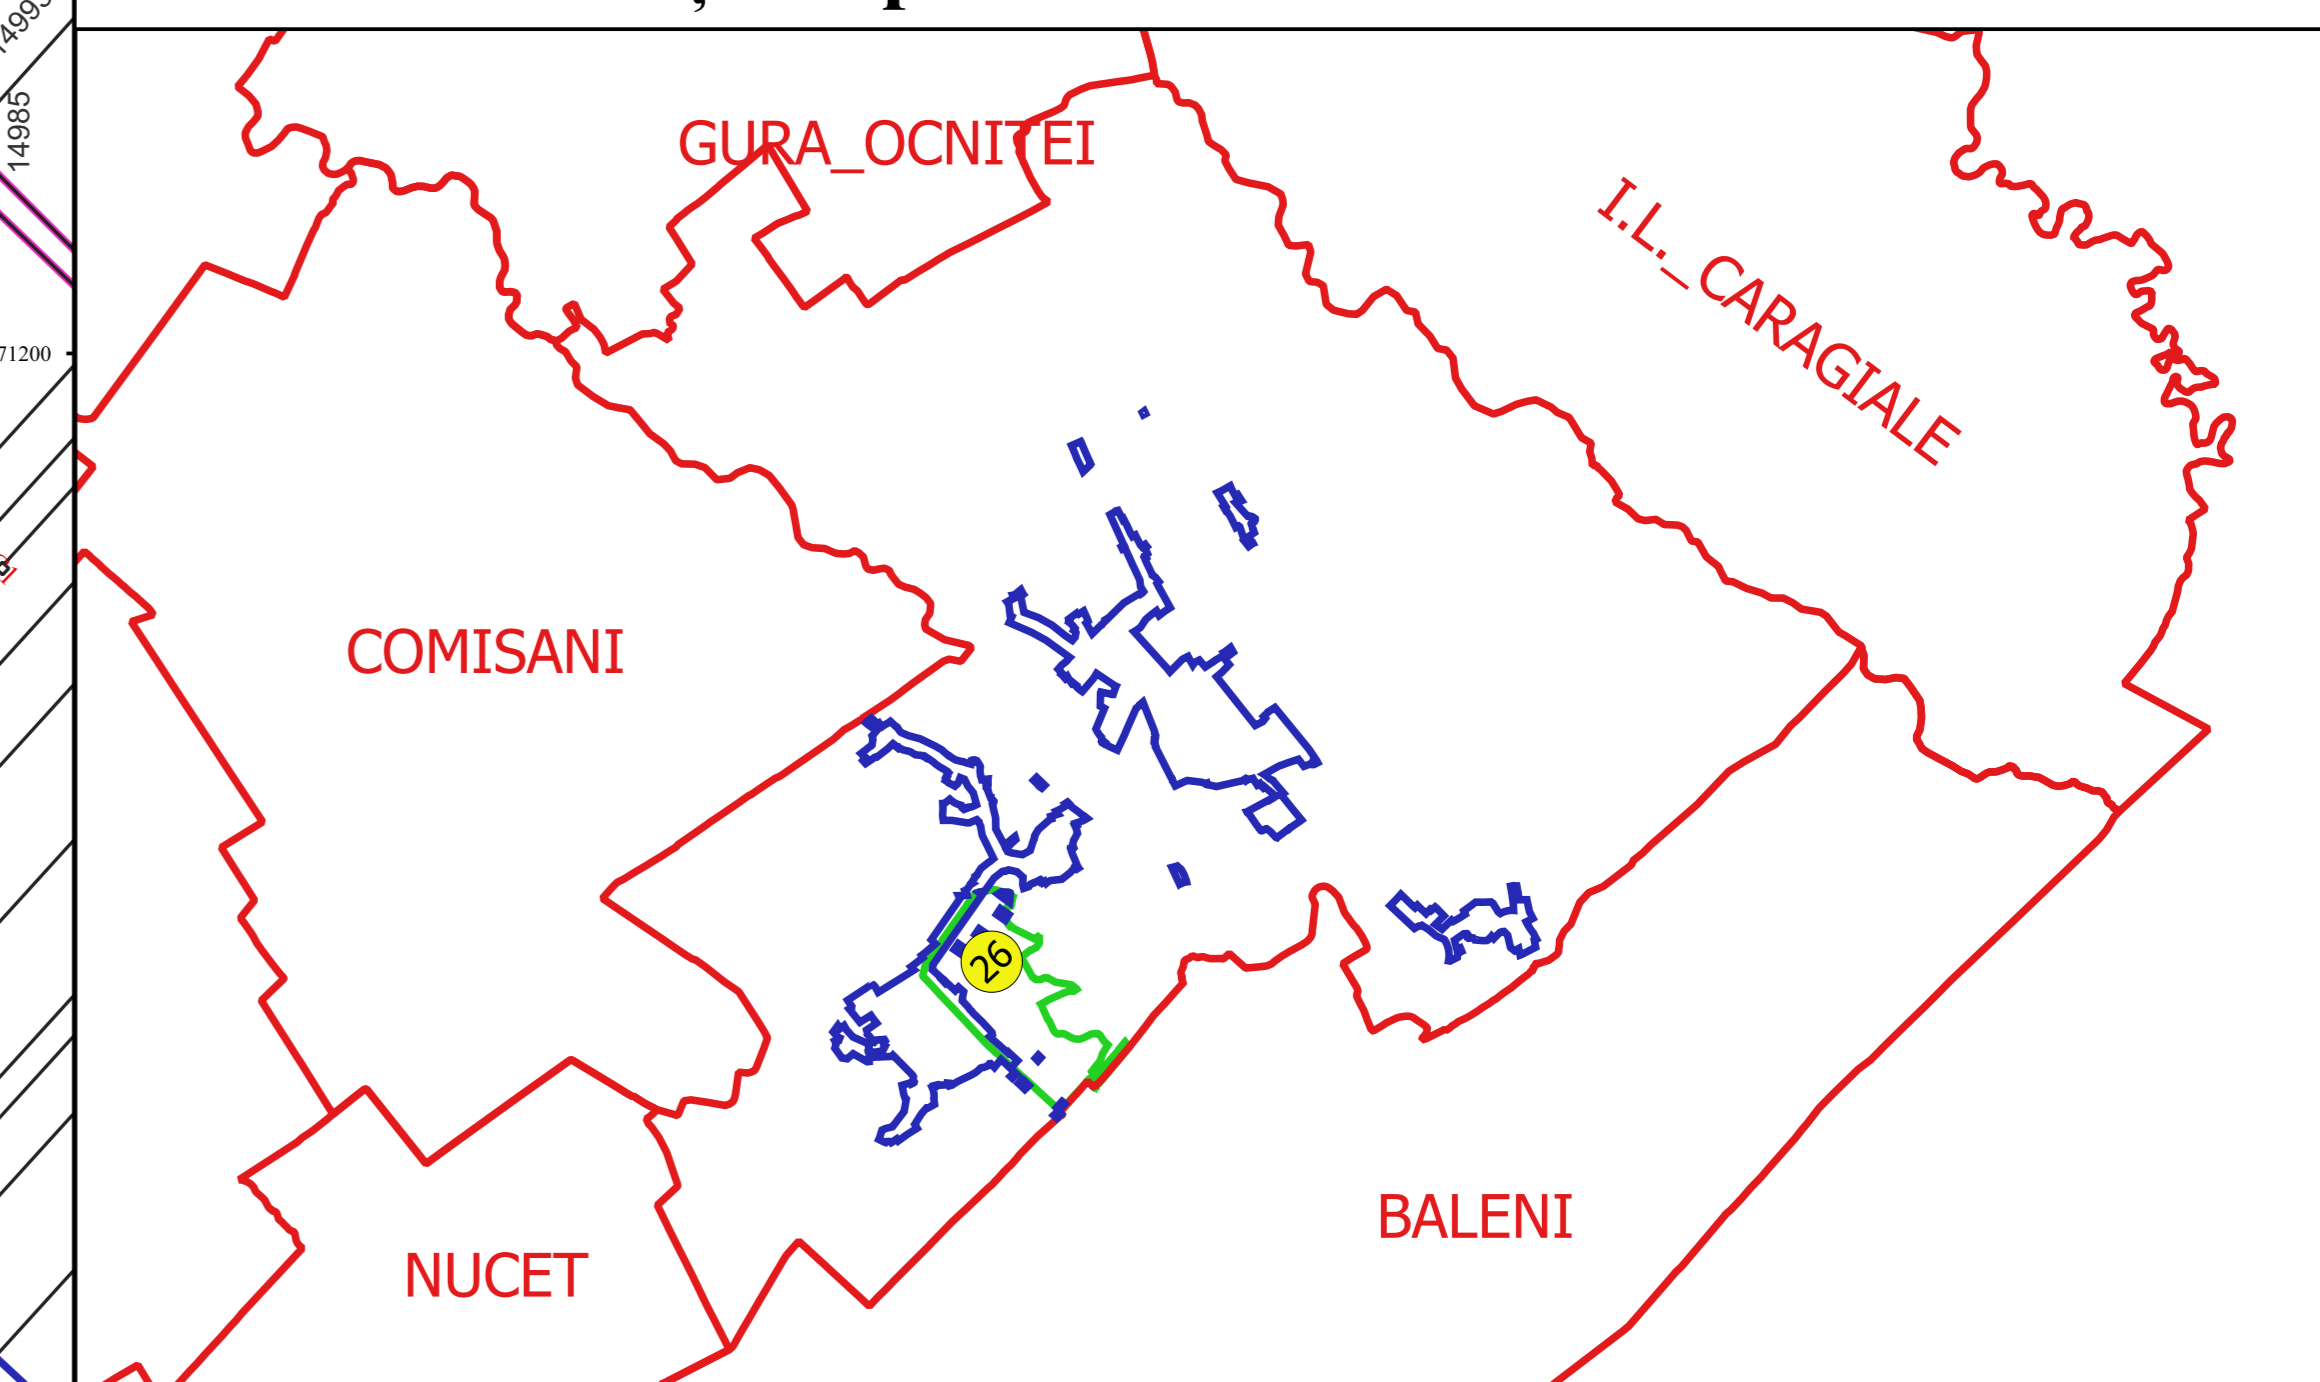 14985
GURA_OCNITEI
I.L._CARAGIALE
71200
COMISANI
26
BALENI
NUCET